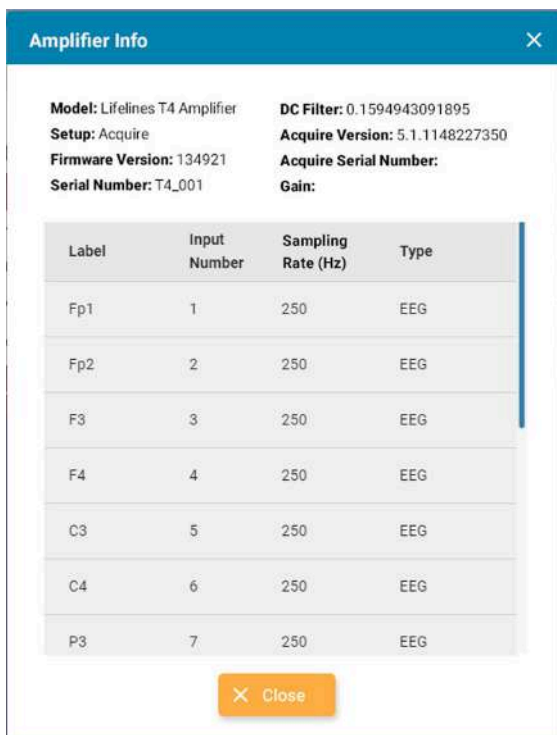 Amplifier Info
Model: Lifelines T4 Amplifier
Setup: Acquire
Firmware Version: 134921
Serial Number: T4_001
DC Filter: 0.1594943091895
Acquire Version: 5.1.1148227350
Acquire Serial Number:
Gain:
Label Input Number Sampling Rate (Hz) Type
Fp1 1 250 EEG
Fp2 2 250 EEG
F3 3 250 EEG
F4 4 250 EEG
C3 5 250 EEG
C4 6 250 EEG
P3 7 250 EEG
Close